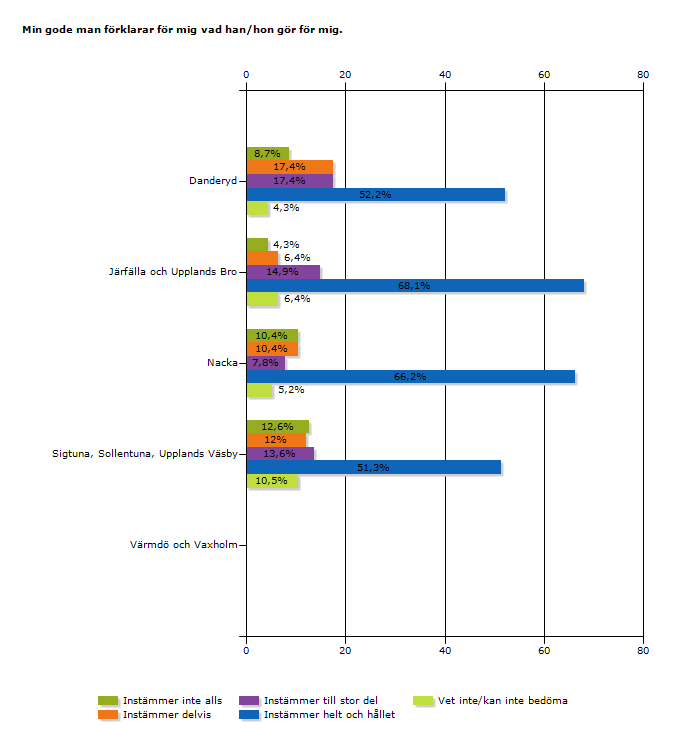 Min gode man förklarar för mig vad han/hon gör för mig.
0 20 40 60 80
8,7%
17,4%
Danderyd 17,4%
52,2%
4,3%
4,3%
6,4%
Järfälla och Upplands Bro 14,9%
68,1%
6,4%
10,4%
10,4%
Nacka 7,8%
66,2%
5,2%
12,6%
12%
Sigtuna, Sollentuna, Upplands Väsby 13,6%
51,3%
10,5%
Värmdö och Vaxholm
0 20 40 60 80
Instämmer inte alls Instämmer till stor del Vet inte/kan inte bedöma
Instämmer delvis Instämmer helt och hållet